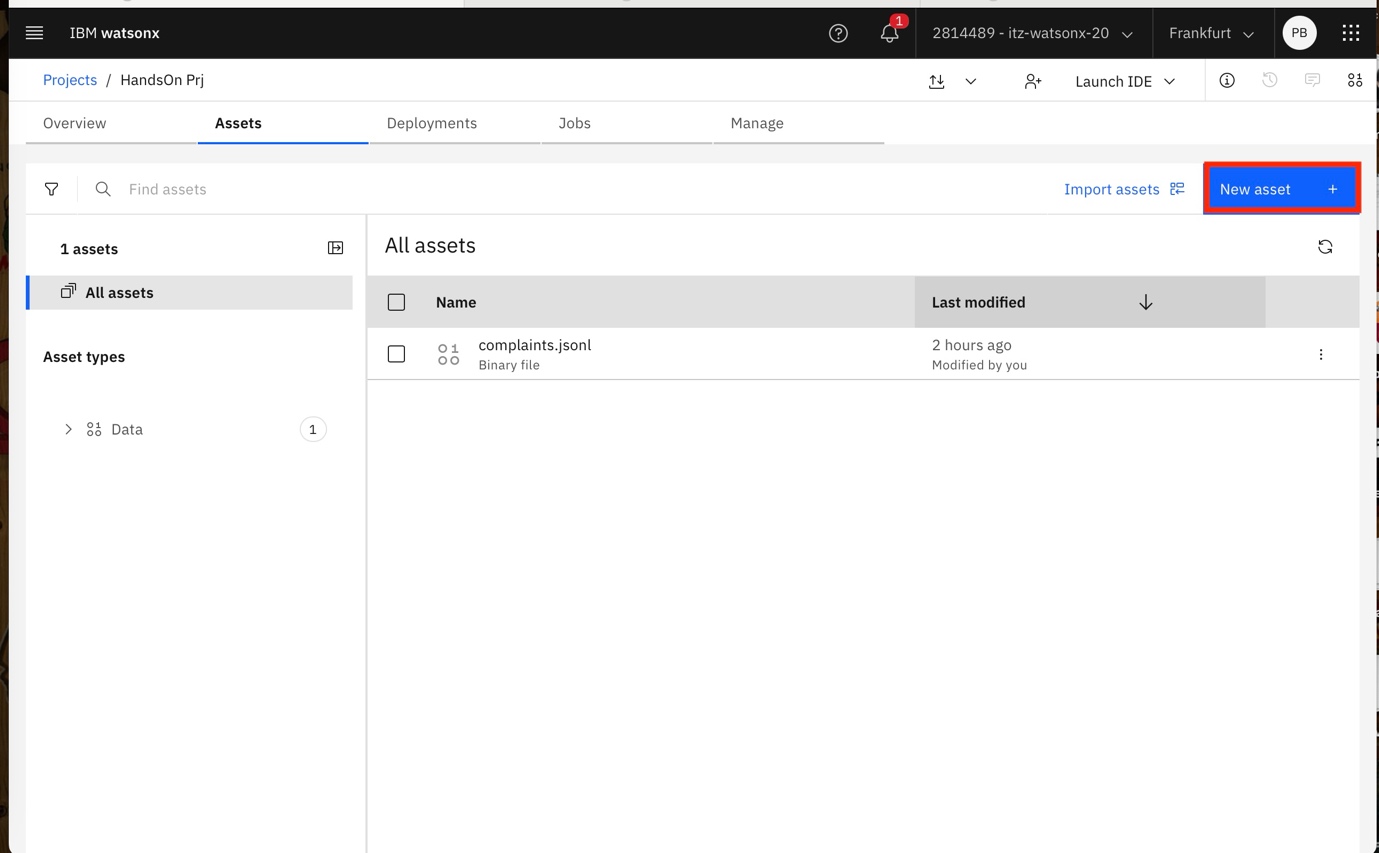 IBM watsonx
1
2814489 - itz-watsonx-20
Frankfurt
PB
Projects / HandsOn Prj
Launch IDE
Overview
Assets
Deployments
Jobs
Manage
Find assets
Import assets
New asset +
1 assets
All assets
Asset types
Data
1
All assets
Name
Last modified
complaints.jsonl
Binary file
2 hours ago
Modified by you